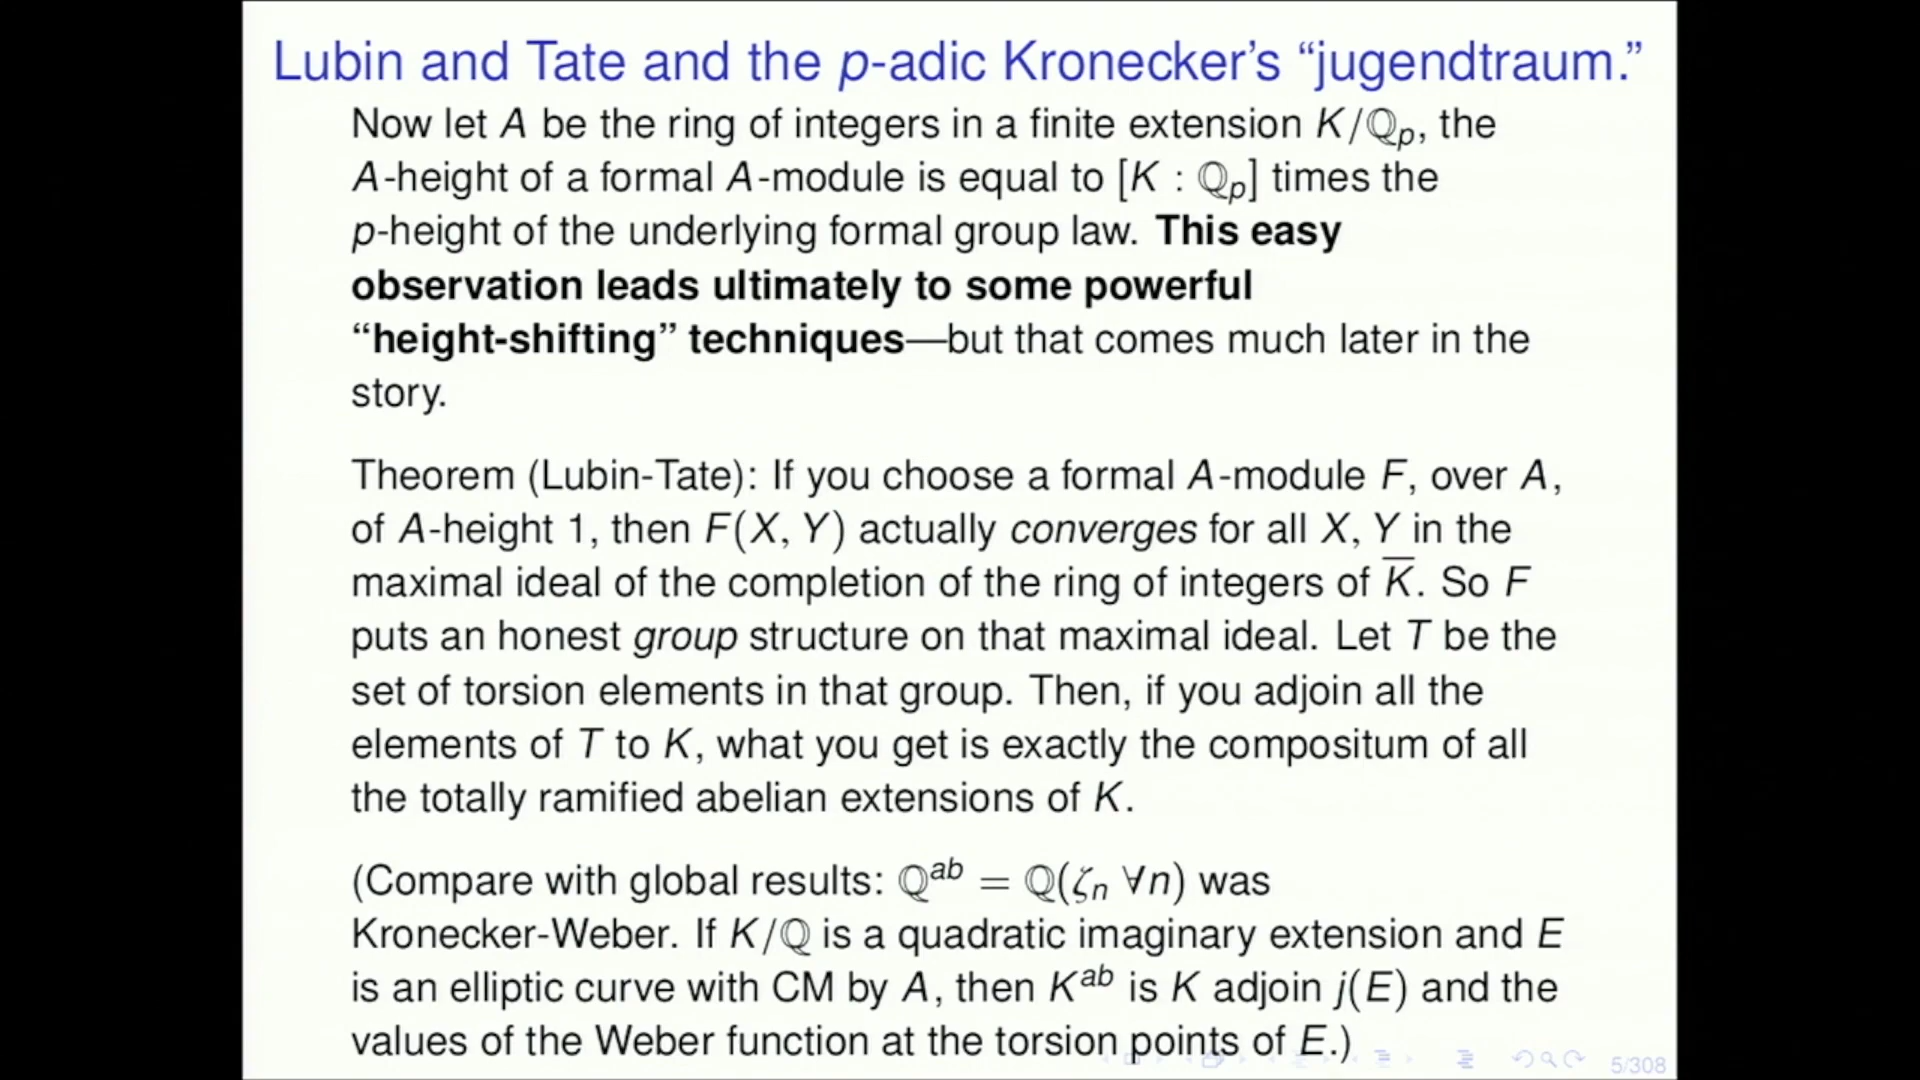 Lubin and Tate and the p-adic Kronecker's “jugendtraum.”
Now let A be the ring of integers in a finite extension K/ℚ_p, the
A-height of a formal A-module is equal to [K : ℚ_p] times the
p-height of the underlying formal group law. This easy
observation leads ultimately to some powerful
“height-shifting” techniques—but that comes much later in the
story.
Theorem (Lubin-Tate): If you choose a formal A-module F, over A,
of A-height 1, then F(X, Y) actually converges for all X, Y in the
maximal ideal of the completion of the ring of integers of K̅. So F
puts an honest group structure on that maximal ideal. Let T be the
set of torsion elements in that group. Then, if you adjoin all the
elements of T to K, what you get is exactly the compositum of all
the totally ramified abelian extensions of K.
(Compare with global results: ℚ^ab = ℚ(ζ_n ∀n) was
Kronecker-Weber. If K/ℚ is a quadratic imaginary extension and E
is an elliptic curve with CM by A, then K^ab is K adjoin j(E) and the
values of the Weber function at the torsion points of E.)
5/308